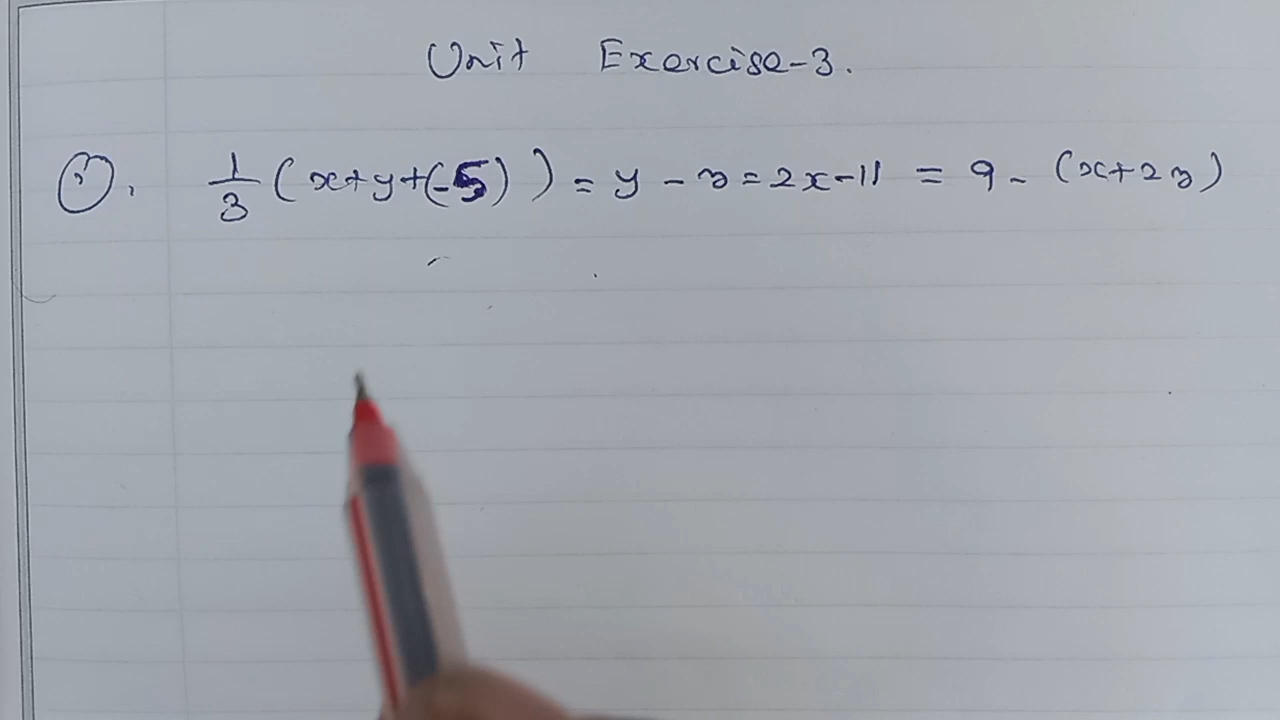 Unit Exercise-3.
①. 1/3 (x+y+(-5)) = y - z = 2x-11 = 9 - (x+2z)